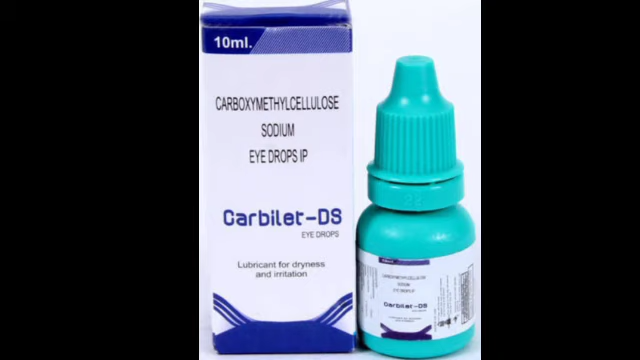 10ml.
CARBOXYMETHYLCELLULOSE
SODIUM
EYE DROPS IP
Carbilet-DS
EYE DROPS
Lubricant for dryness
and irritation
CARBOXYMETHYLCELLULOSE
SODIUM
EYE DROPS IP
Carbilet-DS